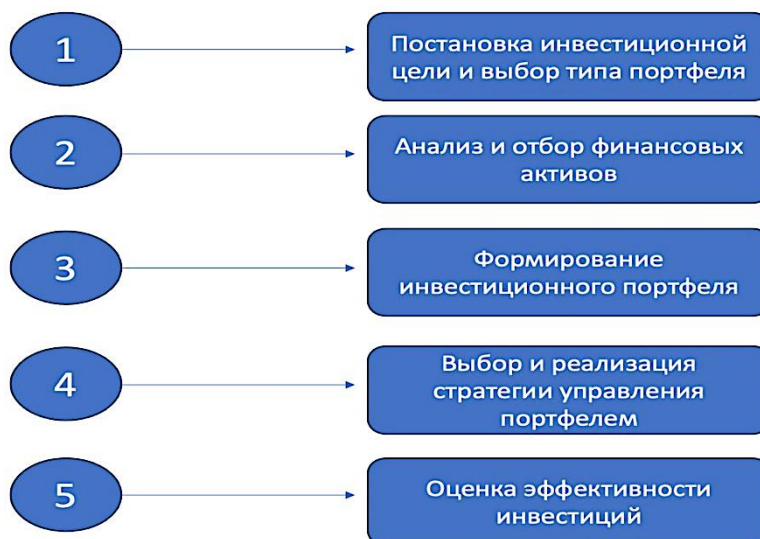 1
Постановка инвестиционной
цели и выбор типа портфеля
2
Анализ и отбор финансовых
активов
3
Формирование
инвестиционного портфеля
4
Выбор и реализация
стратегии управления
портфелем
5
Оценка эффективности
инвестиций